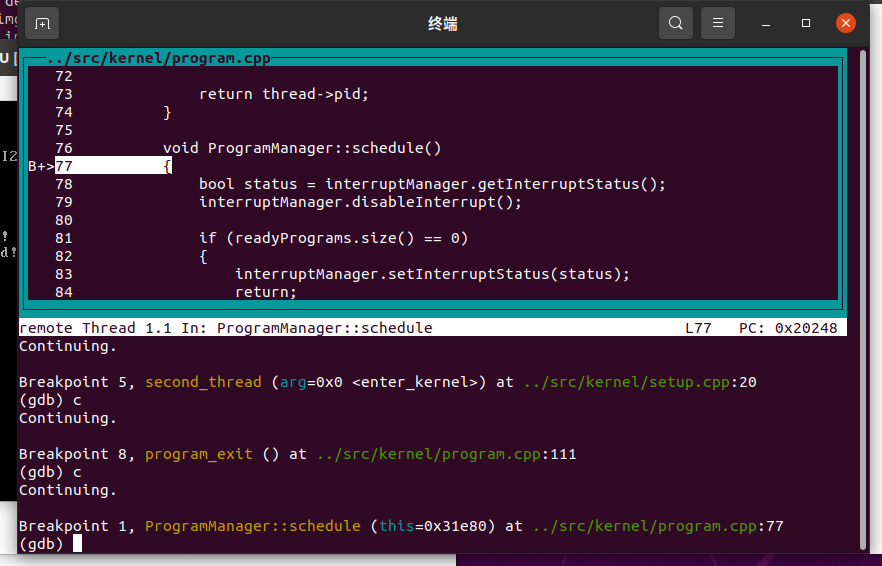 终端
../src/kernel/program.cpp
72
73              return thread->pid;
74          }
75
76          void ProgramManager::schedule()
B+>77          {
78              bool status = interruptManager.getInterruptStatus();
79              interruptManager.disableInterrupt();
80
81              if (readyPrograms.size() == 0)
82              {
83                  interruptManager.setInterruptStatus(status);
84                  return;
remote Thread 1.1 In: ProgramManager::schedule                            L77   PC: 0x20248
Continuing.
Breakpoint 5, second_thread (arg=0x0 <enter_kernel>) at ../src/kernel/setup.cpp:20
(gdb) c
Continuing.
Breakpoint 8, program_exit () at ../src/kernel/program.cpp:111
(gdb) c
Continuing.
Breakpoint 1, ProgramManager::schedule (this=0x31e80) at ../src/kernel/program.cpp:77
(gdb)